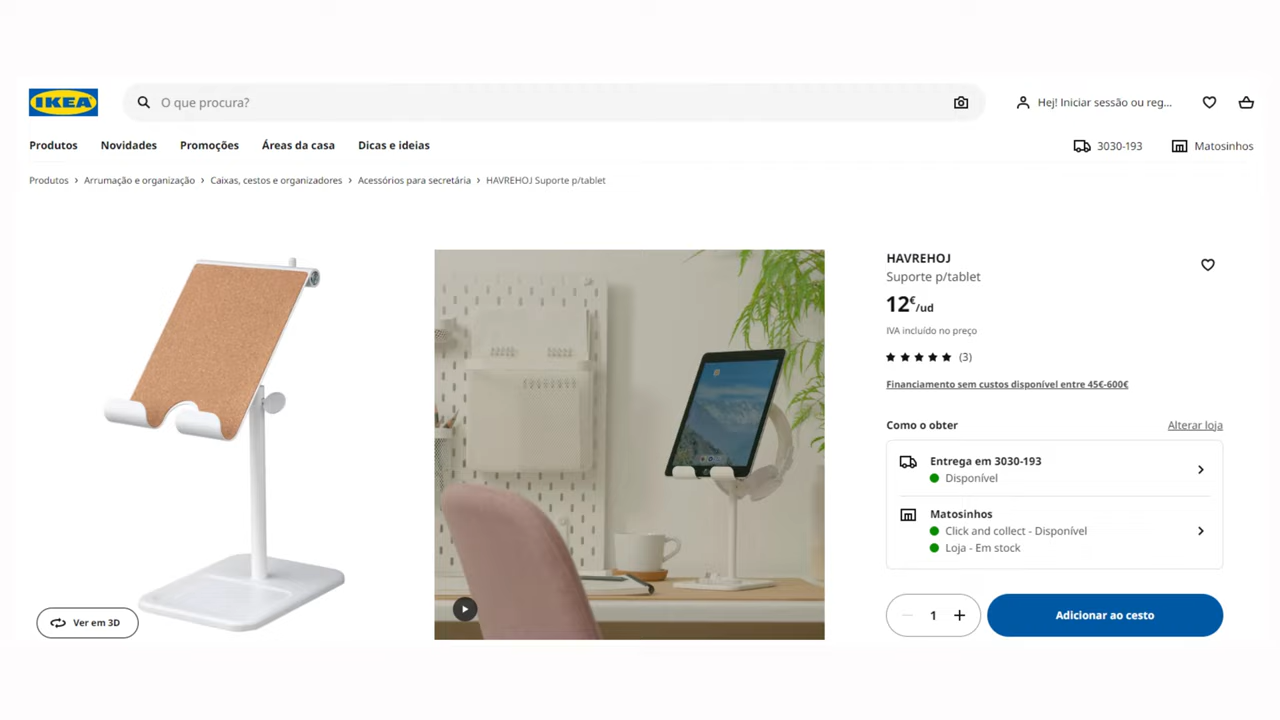 IKEA
O que procura?
Hej! Iniciar sessão ou reg...
Produtos Novidades Promoções Áreas da casa Dicas e ideias
3030-193 Matosinhos
Produtos › Arrumação e organização › Caixas, cestos e organizadores › Acessórios para secretária › HAVREHOJ Suporte p/tablet
HAVREHOJ
Suporte p/tablet
12€/ud
IVA incluído no preço
(3)
Financiamento sem custos disponível entre 45€-600€
Como o obter Alterar loja
Entrega em 3030-193
Disponível
Matosinhos
Click and collect - Disponível
Loja - Em stock
Ver em 3D
1
Adicionar ao cesto